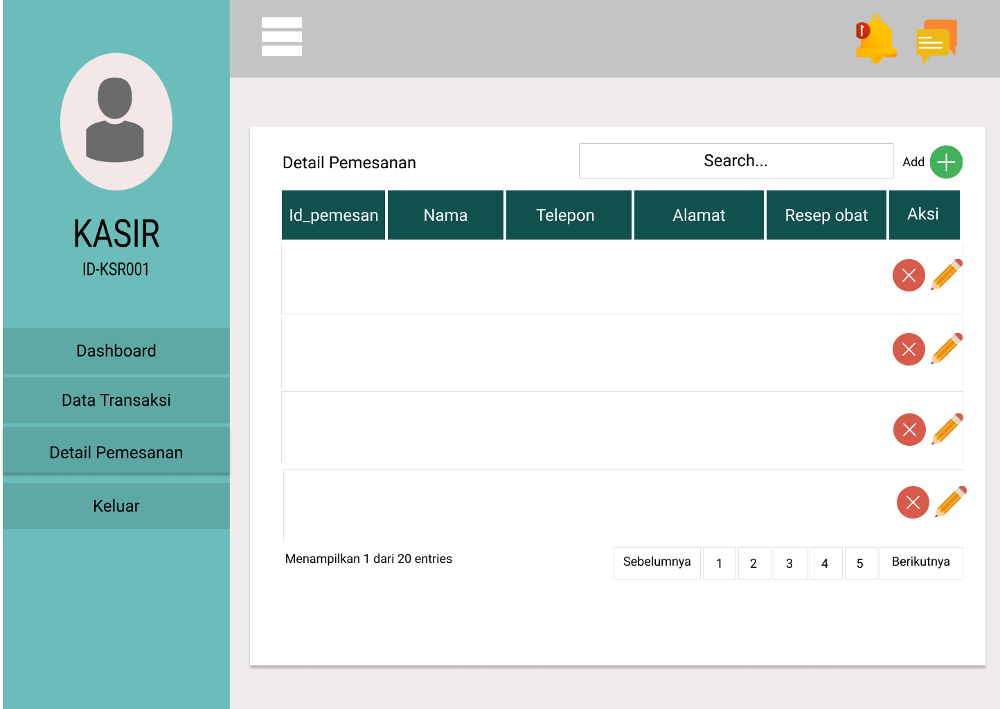 1
KASIR
ID-KSR001
Dashboard
Data Transaksi
Detail Pemesanan
Keluar
Detail Pemesanan
Search...
Add
Id_pemesan Nama Telepon Alamat Resep obat Aksi
Menampilkan 1 dari 20 entries
Sebelumnya 1 2 3 4 5 Berikutnya